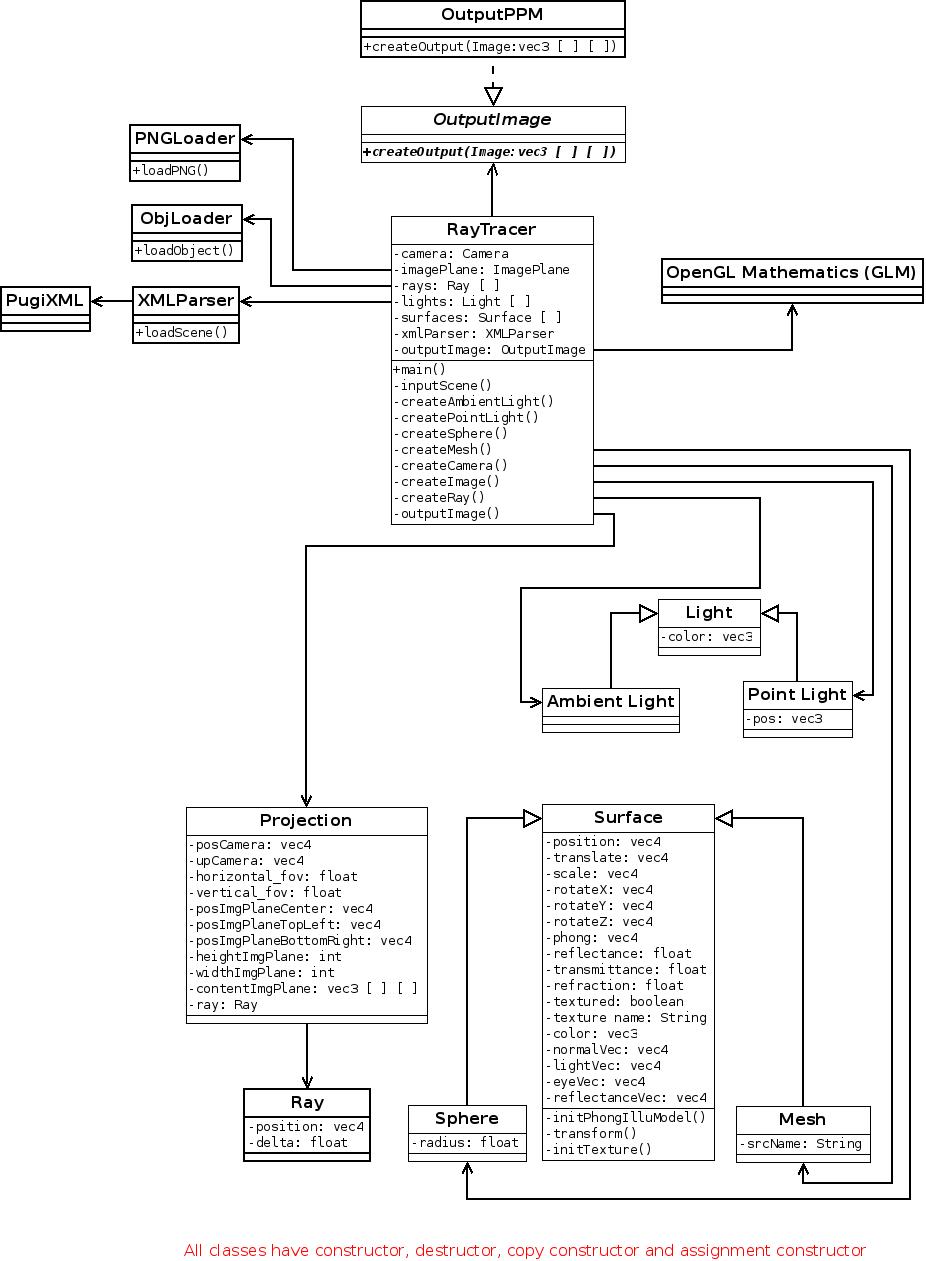 OutputPPM
+createOutput(Image:vec3 [ ] [ ])
OutputImage
+createOutput(Image:vec3 [ ] [ ])
PNGLoader
+loadPNG()
ObjLoader
+loadObject()
PugiXML
XMLParser
+loadScene()
RayTracer
-camera: Camera
-imagePlane: ImagePlane
-rays: Ray [ ]
-lights: Light [ ]
-surfaces: Surface [ ]
-xmlParser: XMLParser
-outputImage: OutputImage
+main()
-inputScene()
-createAmbientLight()
-createPointLight()
-createSphere()
-createMesh()
-createCamera()
-createImage()
-createRay()
-outputImage()
OpenGL Mathematics (GLM)
Light
-color: vec3
Ambient Light
Point Light
-pos: vec3
Projection
-posCamera: vec4
-upCamera: vec4
-horizontal_fov: float
-vertical_fov: float
-posImgPlaneCenter: vec4
-posImgPlaneTopLeft: vec4
-posImgPlaneBottomRight: vec4
-heightImgPlane: int
-widthImgPlane: int
-contentImgPlane: vec3 [ ] [ ]
-ray: Ray
Surface
-position: vec4
-translate: vec4
-scale: vec4
-rotateX: vec4
-rotateY: vec4
-rotateZ: vec4
-phong: vec4
-reflectance: float
-transmittance: float
-refraction: float
-textured: boolean
-texture name: String
-color: vec3
-normalVec: vec4
-lightVec: vec4
-eyeVec: vec4
-reflectanceVec: vec4
-initPhongIlluModel()
-transform()
-initTexture()
Ray
-position: vec4
-delta: float
Sphere
-radius: float
Mesh
-srcName: String
All classes have constructor, destructor, copy constructor and assignment constructor